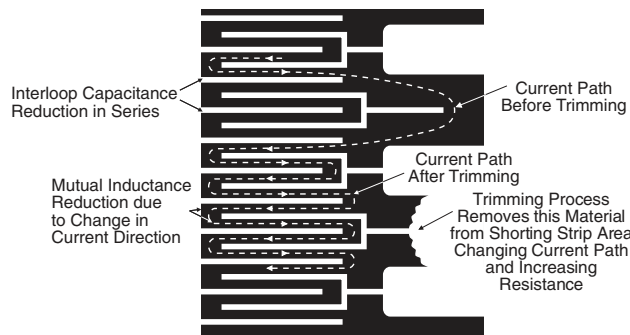 Interloop Capacitance
Reduction in Series
Current Path
Before Trimming
Current Path
After Trimming
Mutual Inductance
Reduction due
to Change in
Current Direction
Trimming Process
Removes this Material
from Shorting Strip Area
Changing Current Path
and Increasing
Resistance